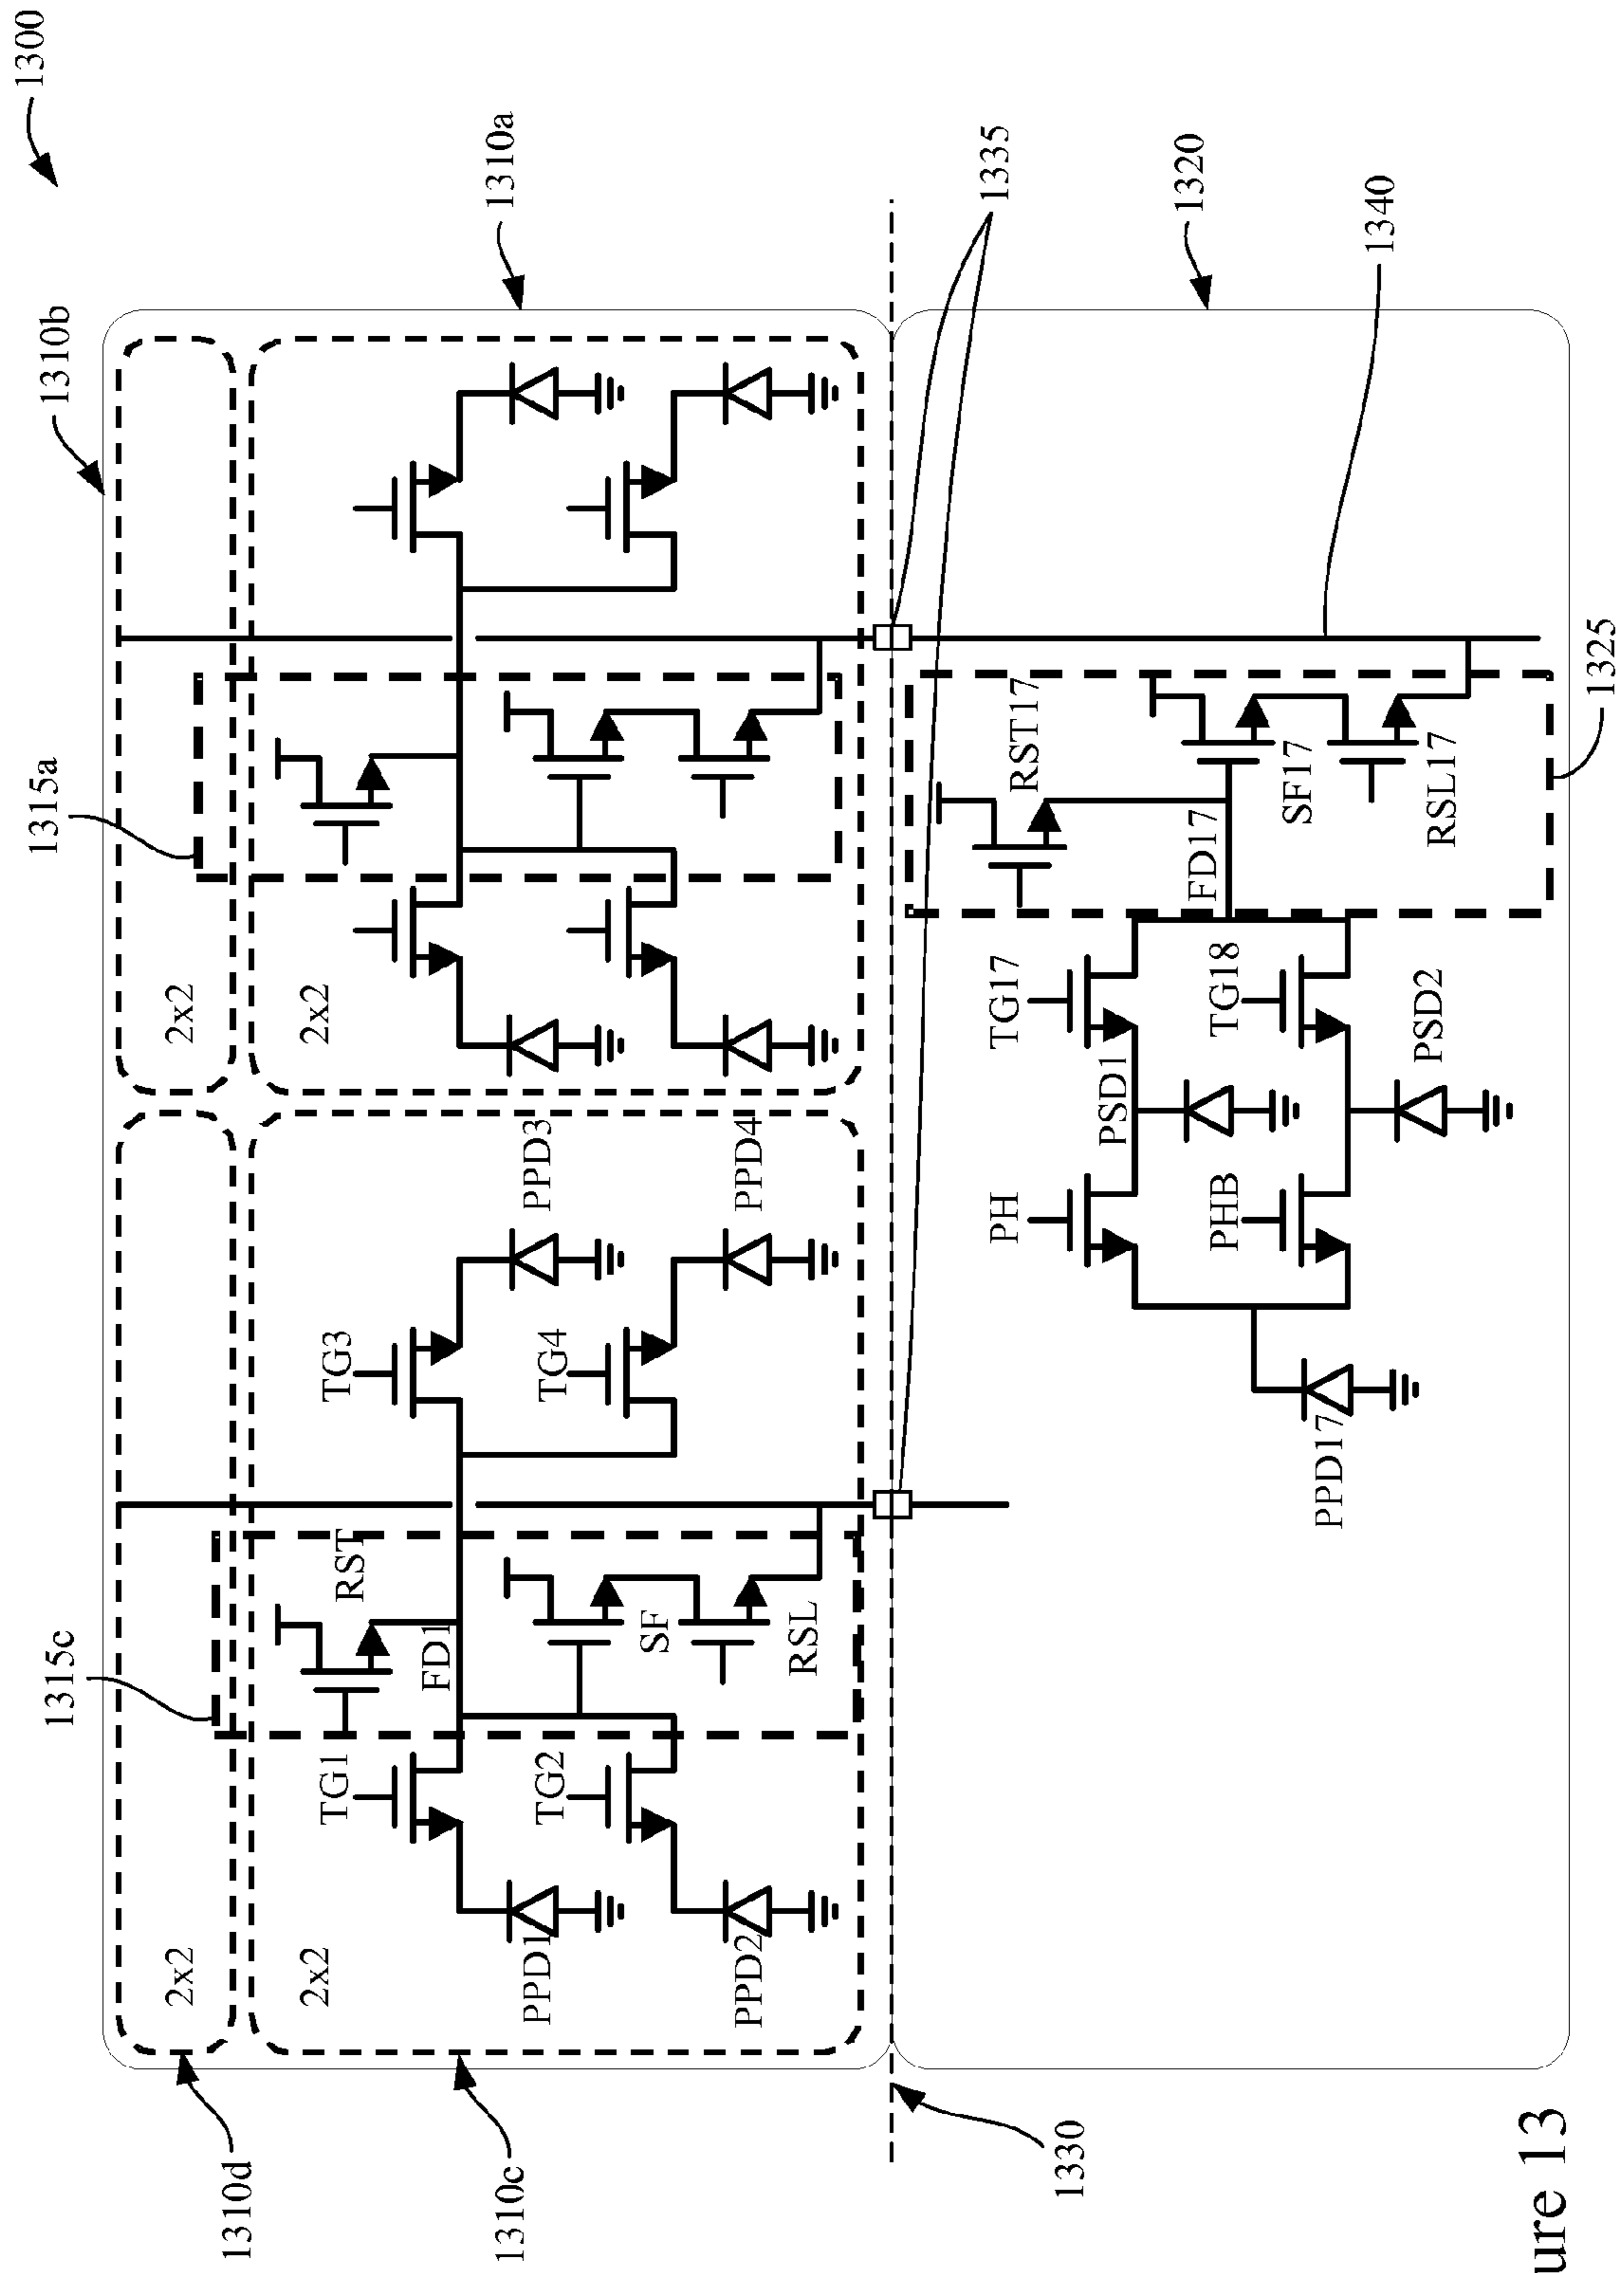 1300
1310b
1310a
1315a
1315c
1310d
1310c
2x2
2x2
2x2
2x2
TG1
RST
FD1
TG3
PPD3
PPD1
TG2
SF
RSL
TG4
PPD4
PPD2
1335
1330
1320
1340
1325
PH
PSD1
TG17
RST17
FD17
PHB
TG18
SF17
PPD17
PSD2
RSL17
ure 13